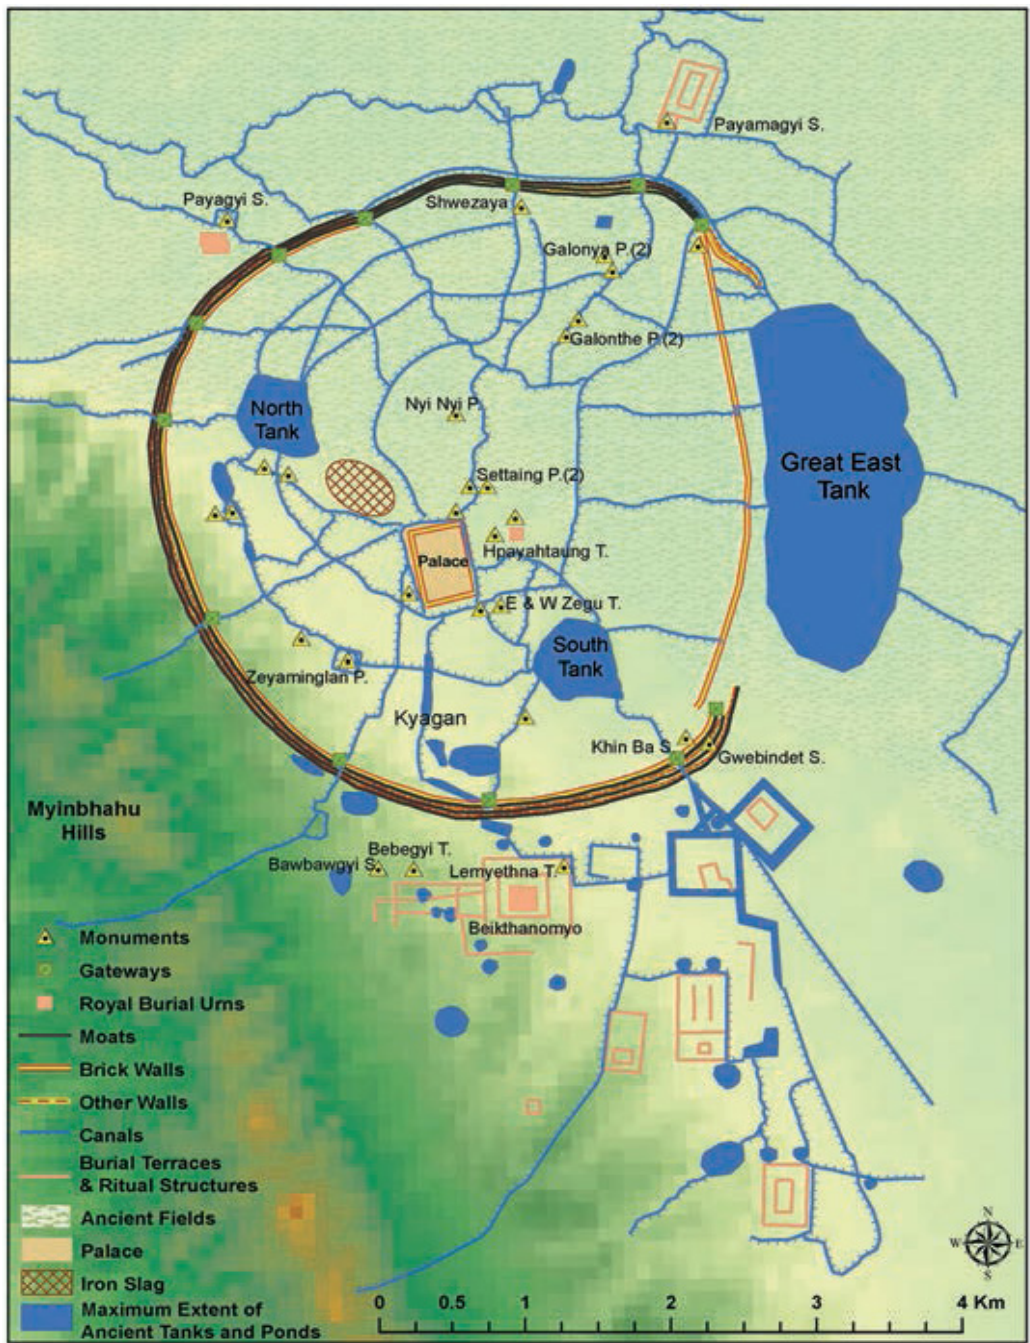 Payamagyi S.
Payagyi S.
Shwezaya
Galonya P.(2)
Galonthe P.(2)
Nyi Nyi P.
North
Tank
Great East
Tank
Settaing P.(2)
Hpayahtaung T.
Palace
E & W Zegu T.
South
Tank
Zeyaminglan P.
Kyagan
Khin Ba S.
Gwebindet S.
Myinbhahu
Hills
Bebegyi T.
Bawbawgyi S.
Lemyethna T.
Beikthanomyo
Monuments
Gateways
Royal Burial Urns
Moats
Brick Walls
Other Walls
Canals
Burial Terraces
& Ritual Structures
Ancient Fields
Palace
Iron Slag
Maximum Extent of
Ancient Tanks and Ponds
N
W E
S
0 0.5 1 2 3 4 Km